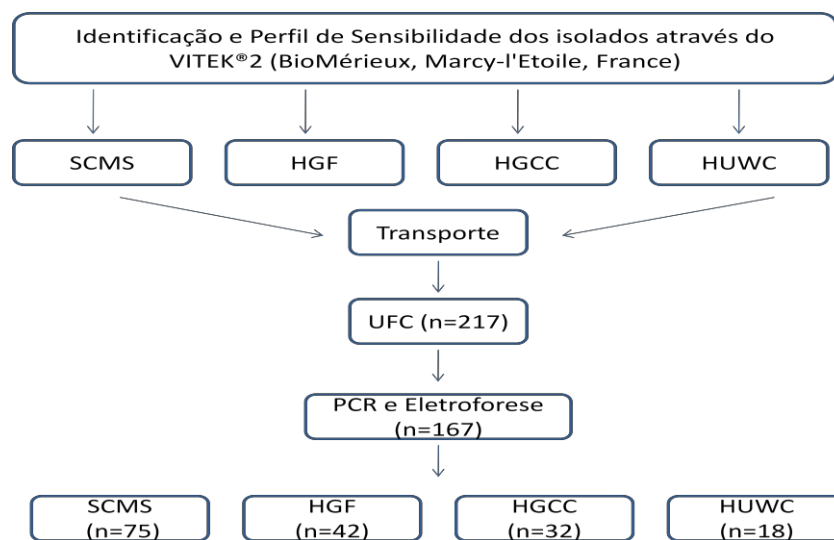 Identificação e Perfil de Sensibilidade dos isolados através do
VITEK®2 (BioMérieux, Marcy-l'Etoile, France)
SCMS
HGF
HGCC
HUWC
Transporte
UFC (n=217)
PCR e Eletroforese
(n=167)
SCMS
(n=75)
HGF
(n=42)
HGCC
(n=32)
HUWC
(n=18)